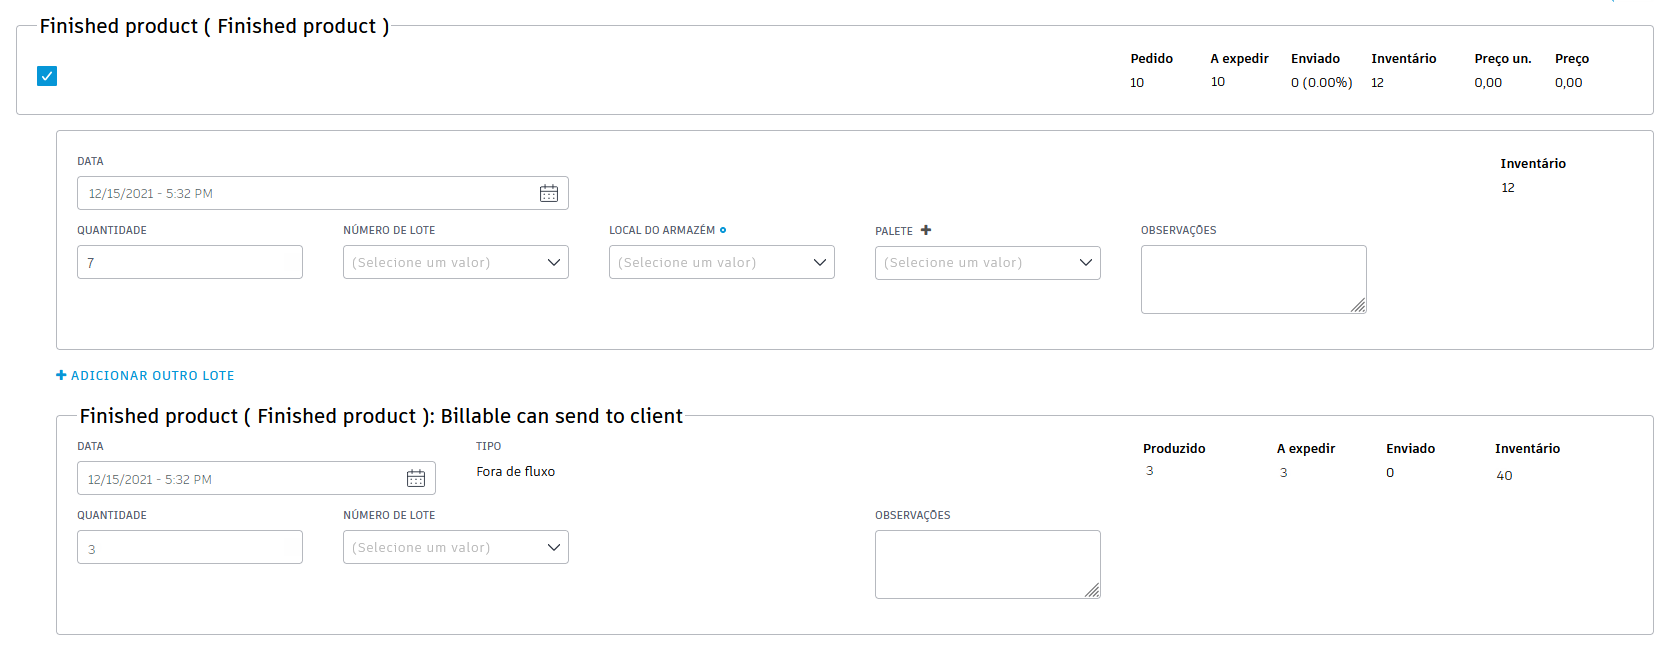 Finished product ( Finished product )
Pedido A expedir Enviado Inventário Preço un. Preço
10 10 0 (0.00%) 12 0,00 0,00
DATA
Inventário
12/15/2021 - 5:32 PM
12
QUANTIDADE NÚMERO DE LOTE LOCAL DO ARMAZÉM PALETE OBSERVAÇÕES
7 (Selecione um valor) (Selecione um valor) (Selecione um valor)
ADICIONAR OUTRO LOTE
Finished product ( Finished product ): Billable can send to client
DATA TIPO Produzido A expedir Enviado Inventário
12/15/2021 - 5:32 PM Fora de fluxo 3 3 0 40
QUANTIDADE NÚMERO DE LOTE OBSERVAÇÕES
3 (Selecione um valor)